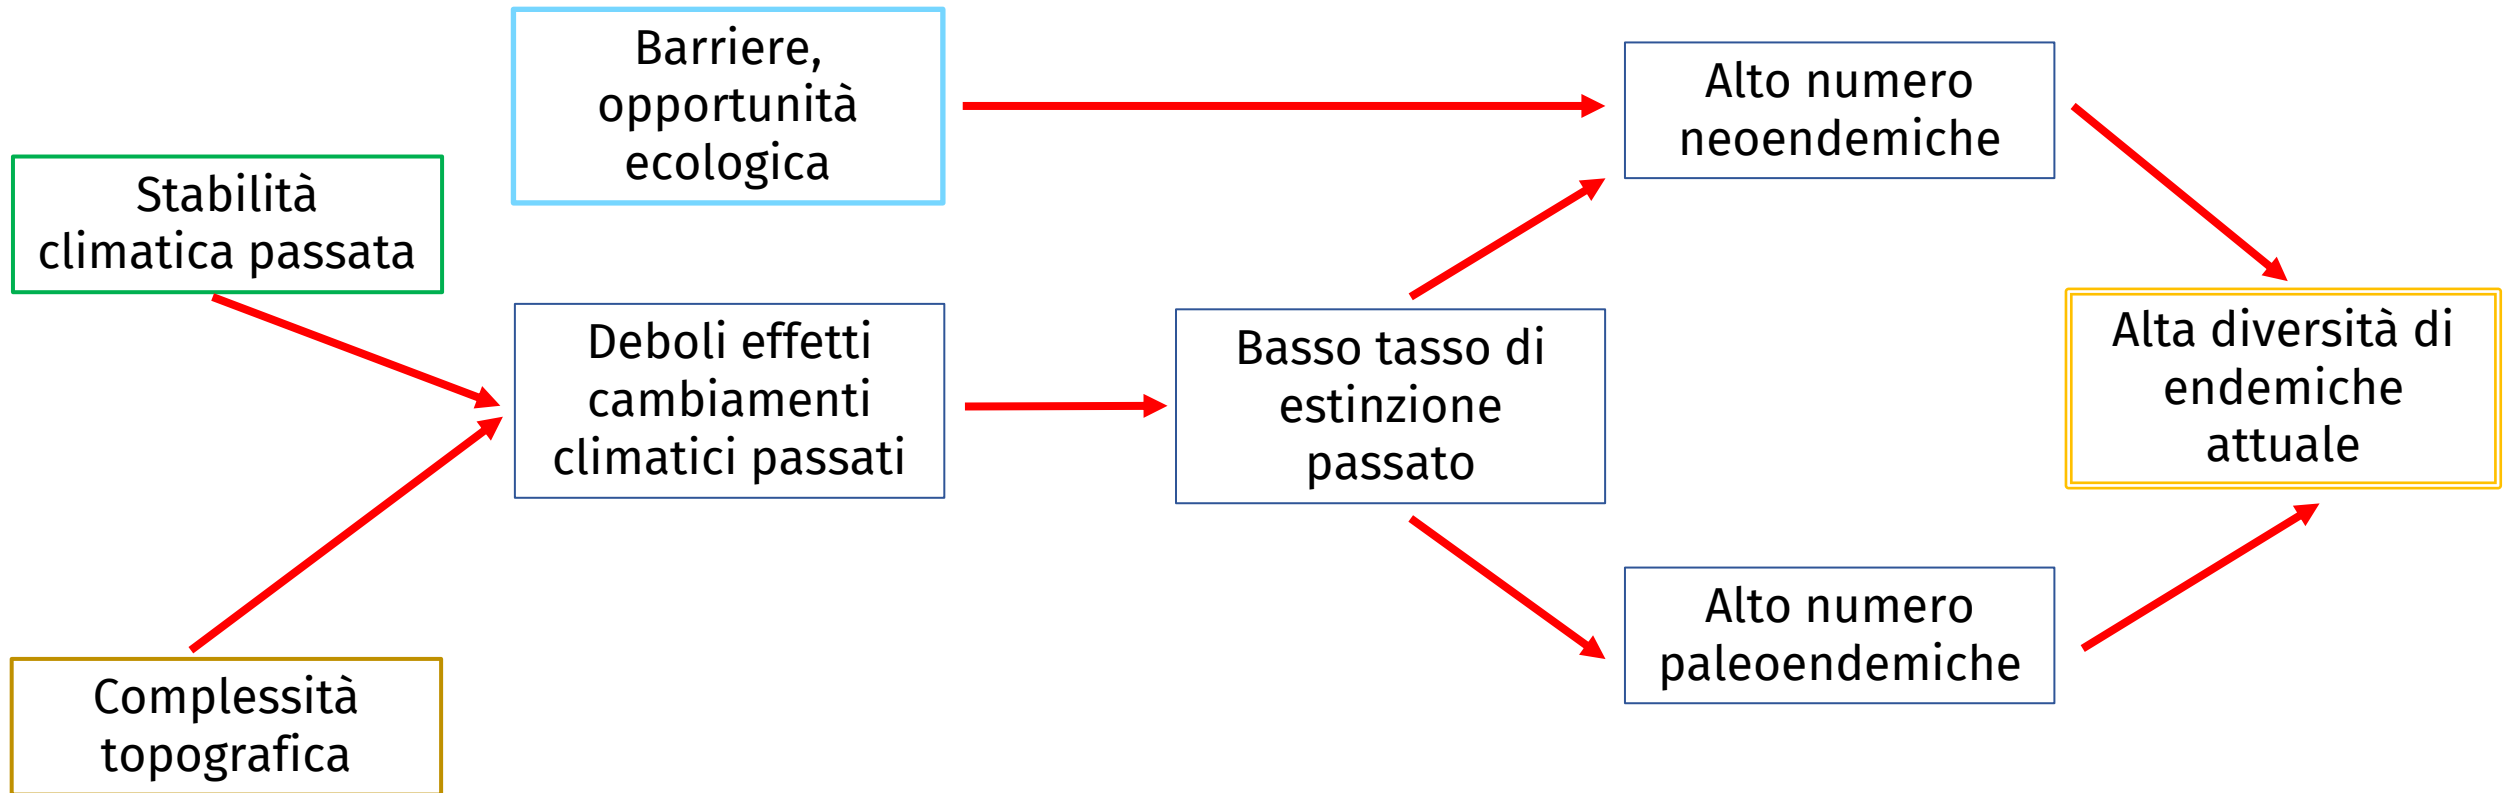 Barriere,
opportunità
ecologica
Alto numero
neoendemiche
Stabilità
climatica passata
Deboli effetti
cambiamenti
climatici passati
Basso tasso di
estinzione
passato
Alta diversità di
endemiche
attuale
Alto numero
paleoendemiche
Complessità
topografica